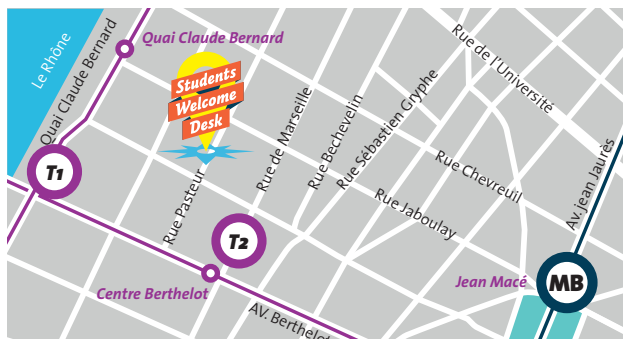 Le Rhône
Quai Claude Bernard
Quai Claude Bernard
Students
Welcome
Desk
Rue de l'Université
T1
Rue Pasteur
Rue de Marseille
Rue Bechevelin
Rue Sébastien Gryphe
Rue Chevreuil
Rue Jaboulay
Av. jean Jaurès
T2
Centre Berthelot
AV. Berthelot
Jean Macé
MB